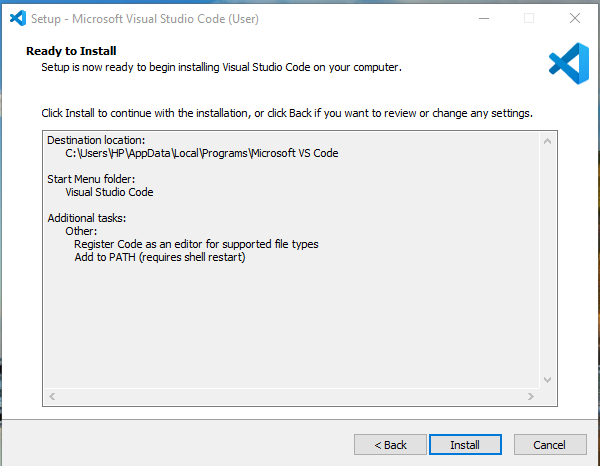 Setup - Microsoft Visual Studio Code (User)
Ready to Install
Setup is now ready to begin installing Visual Studio Code on your computer.
Click Install to continue with the installation, or click Back if you want to review or change any settings.
Destination location:
C:\Users\HP\AppData\Local\Programs\Microsoft VS Code
Start Menu folder:
Visual Studio Code
Additional tasks:
Other:
Register Code as an editor for supported file types
Add to PATH (requires shell restart)
< Back
Install
Cancel